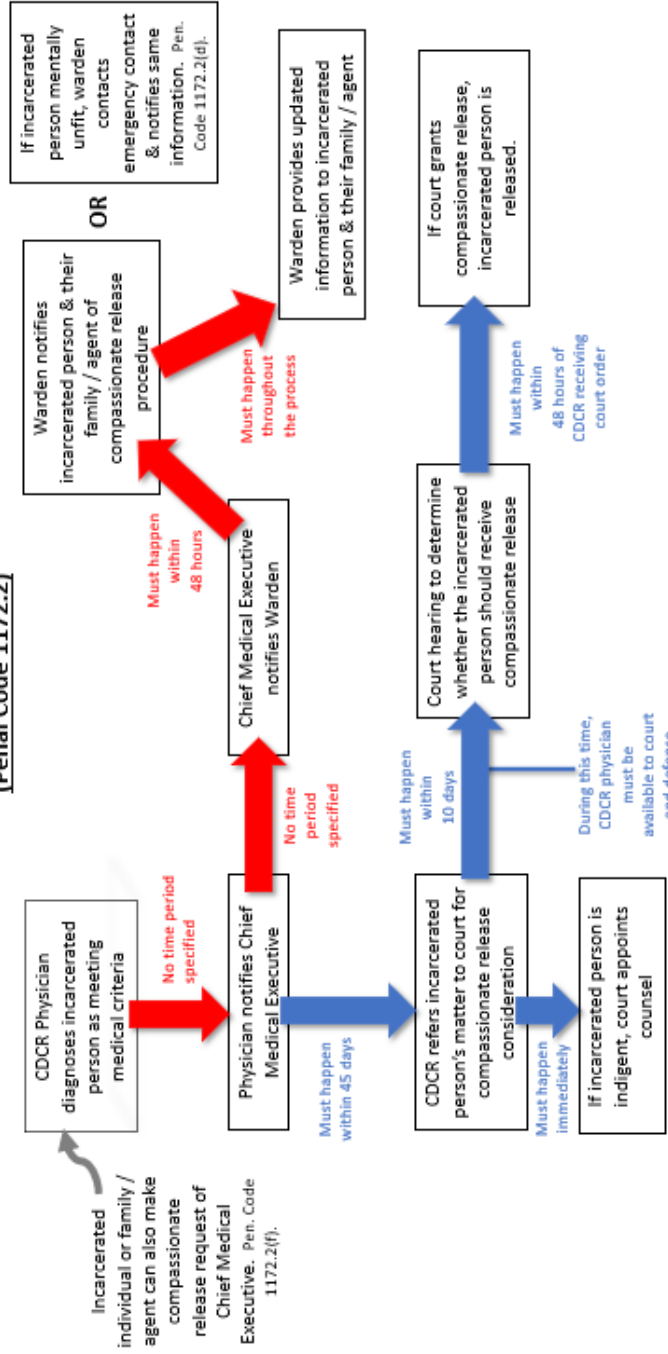 (Penal Code 1172.2)
Incarcerated
individual or family /
agent can also make
compassionate
release request of
Chief Medical
Executive. Pen. Code
1172.2(f).
CDCR Physician
diagnoses incarcerated
person as meeting
medical criteria
No time period
specified
Physician notifies Chief
Medical Executive
No time
period
specified
Chief Medical Executive
notifies Warden
Must happen
within
48 hours
Warden notifies
incarcerated person & their
family / agent of
compassionate release
procedure
OR
If incarcerated
person mentally
unfit, warden
contacts
emergency contact
& notifies same
information. Pen.
Code 1172.2(d).
Must happen
throughout
the process
Warden provides updated
information to incarcerated
person & their family / agent
Must happen
within 45 days
CDCR refers incarcerated
person's matter to court for
compassionate release
consideration
Must happen
immediately
If incarcerated person is
indigent, court appoints
counsel
Must happen
within
10 days
During this time,
CDCR physician
must be
available to court
Court hearing to determine
whether the incarcerated
person should receive
compassionate release
Must happen
within
48 hours of
CDCR receiving
court order
If court grants
compassionate release,
incarcerated person is
released.